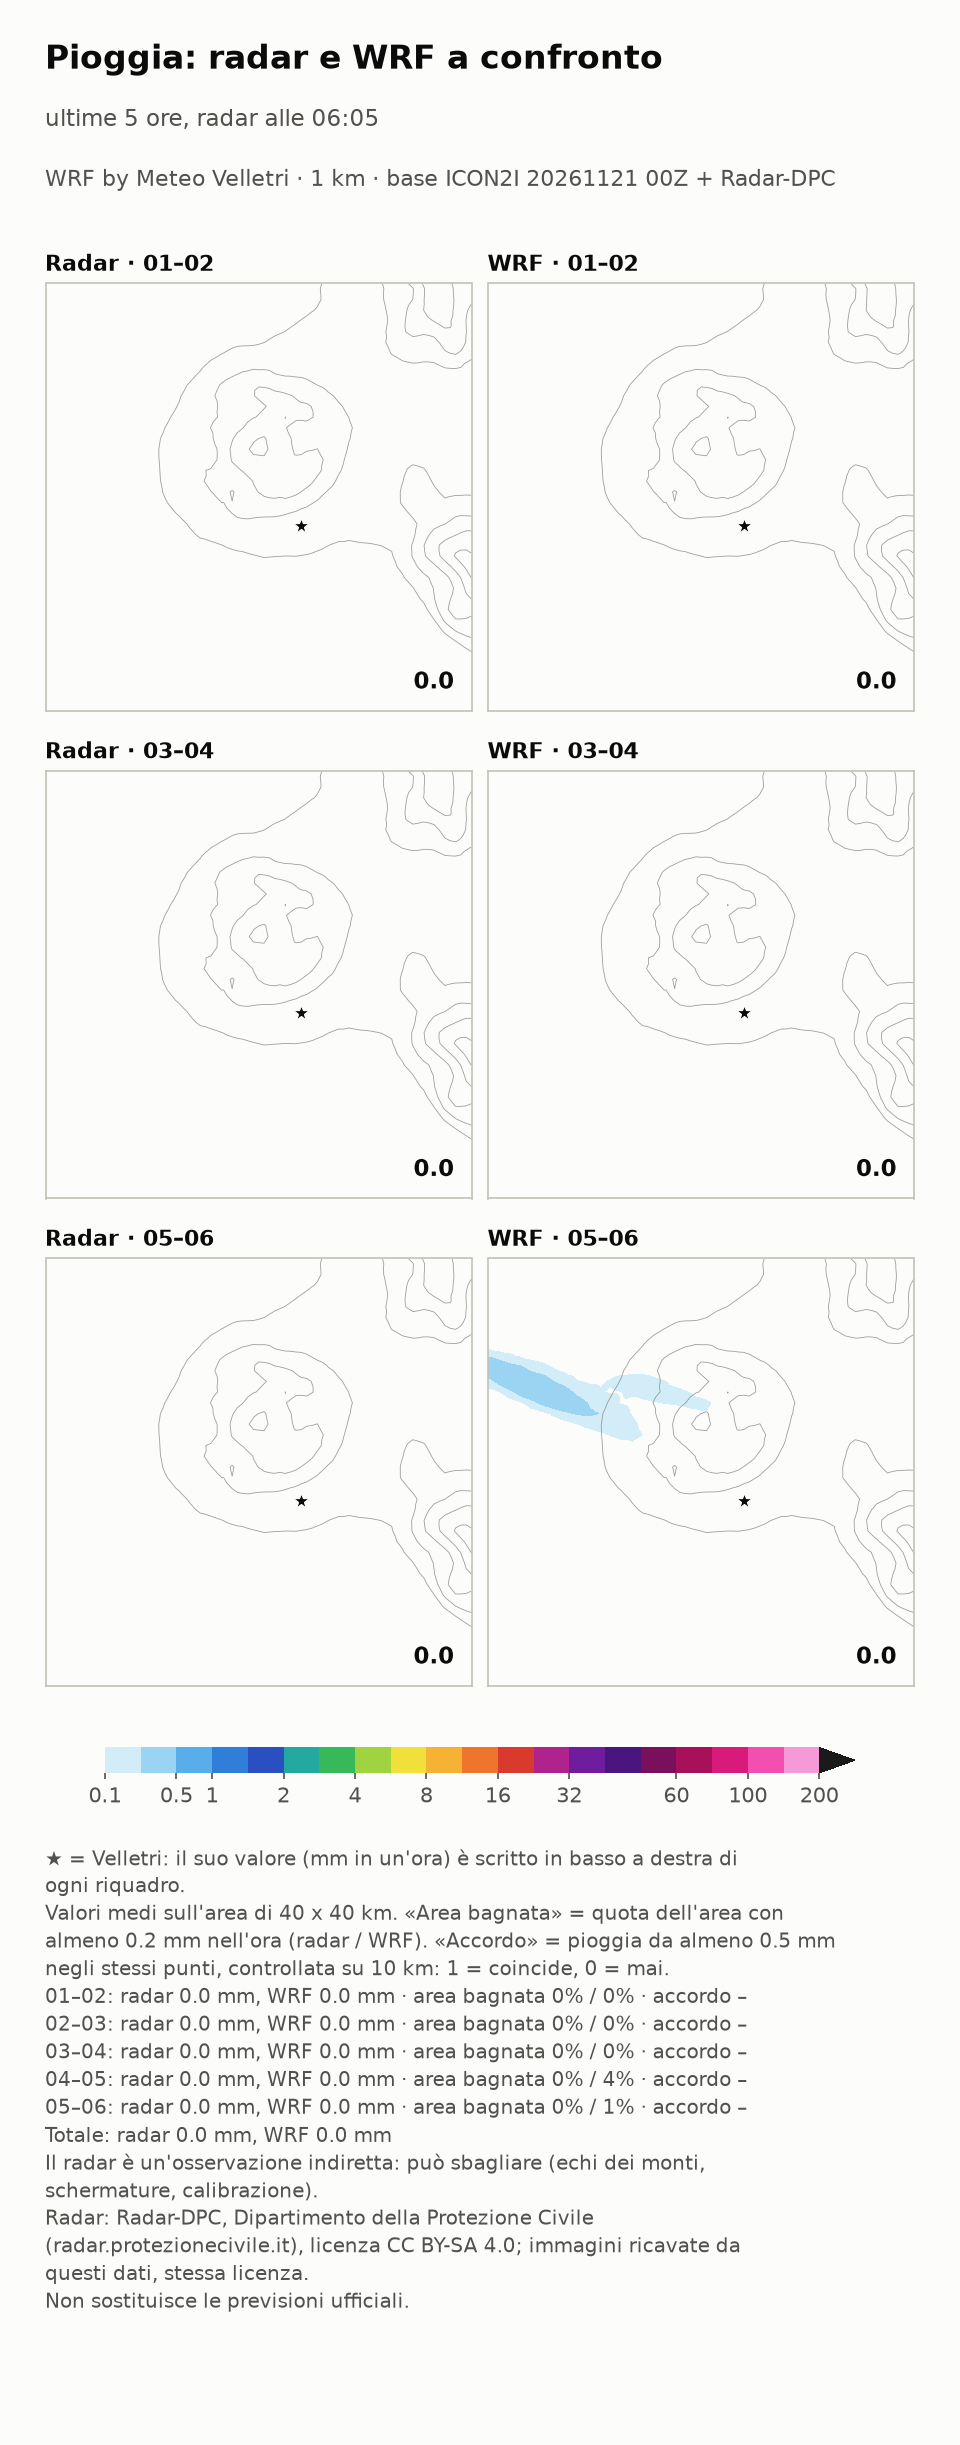 Pioggia: radar e WRF a confronto
ultime 5 ore, radar alle 06:05
WRF by Meteo Velletri · 1 km · base ICON2I 20261121 00Z + Radar-DPC
Radar · 01–02
WRF · 01–02
0.0
0.0
Radar · 03–04
WRF · 03–04
0.0
0.0
Radar · 05–06
WRF · 05–06
0.0
0.0
0.1 0.5 1 2 4 8 16 32 60 100 200
★ = Velletri: il suo valore (mm in un'ora) è scritto in basso a destra di
ogni riquadro.
Valori medi sull'area di 40 x 40 km. «Area bagnata» = quota dell'area con
almeno 0.2 mm nell'ora (radar / WRF). «Accordo» = pioggia da almeno 0.5 mm
negli stessi punti, controllata su 10 km: 1 = coincide, 0 = mai.
01–02: radar 0.0 mm, WRF 0.0 mm · area bagnata 0% / 0% · accordo –
02–03: radar 0.0 mm, WRF 0.0 mm · area bagnata 0% / 0% · accordo –
03–04: radar 0.0 mm, WRF 0.0 mm · area bagnata 0% / 0% · accordo –
04–05: radar 0.0 mm, WRF 0.0 mm · area bagnata 0% / 4% · accordo –
05–06: radar 0.0 mm, WRF 0.0 mm · area bagnata 0% / 1% · accordo –
Totale: radar 0.0 mm, WRF 0.0 mm
Il radar è un'osservazione indiretta: può sbagliare (echi dei monti,
schermature, calibrazione).
Radar: Radar-DPC, Dipartimento della Protezione Civile
(radar.protezionecivile.it), licenza CC BY-SA 4.0; immagini ricavate da
questi dati, stessa licenza.
Non sostituisce le previsioni ufficiali.